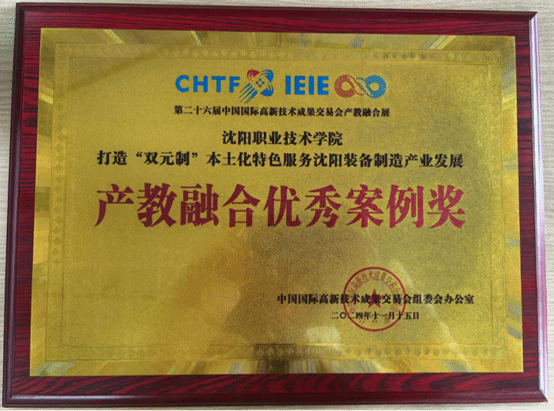 CHTF IEIE
第二十六届中国国际高新技术成果交易会产教融合展
沈阳职业技术学院
打造“双元制”本土化特色服务沈阳装备制造产业发展
产教融合优秀案例奖
中国国际高新技术成果交易会组委会办公室
二〇二四年十一月十五日